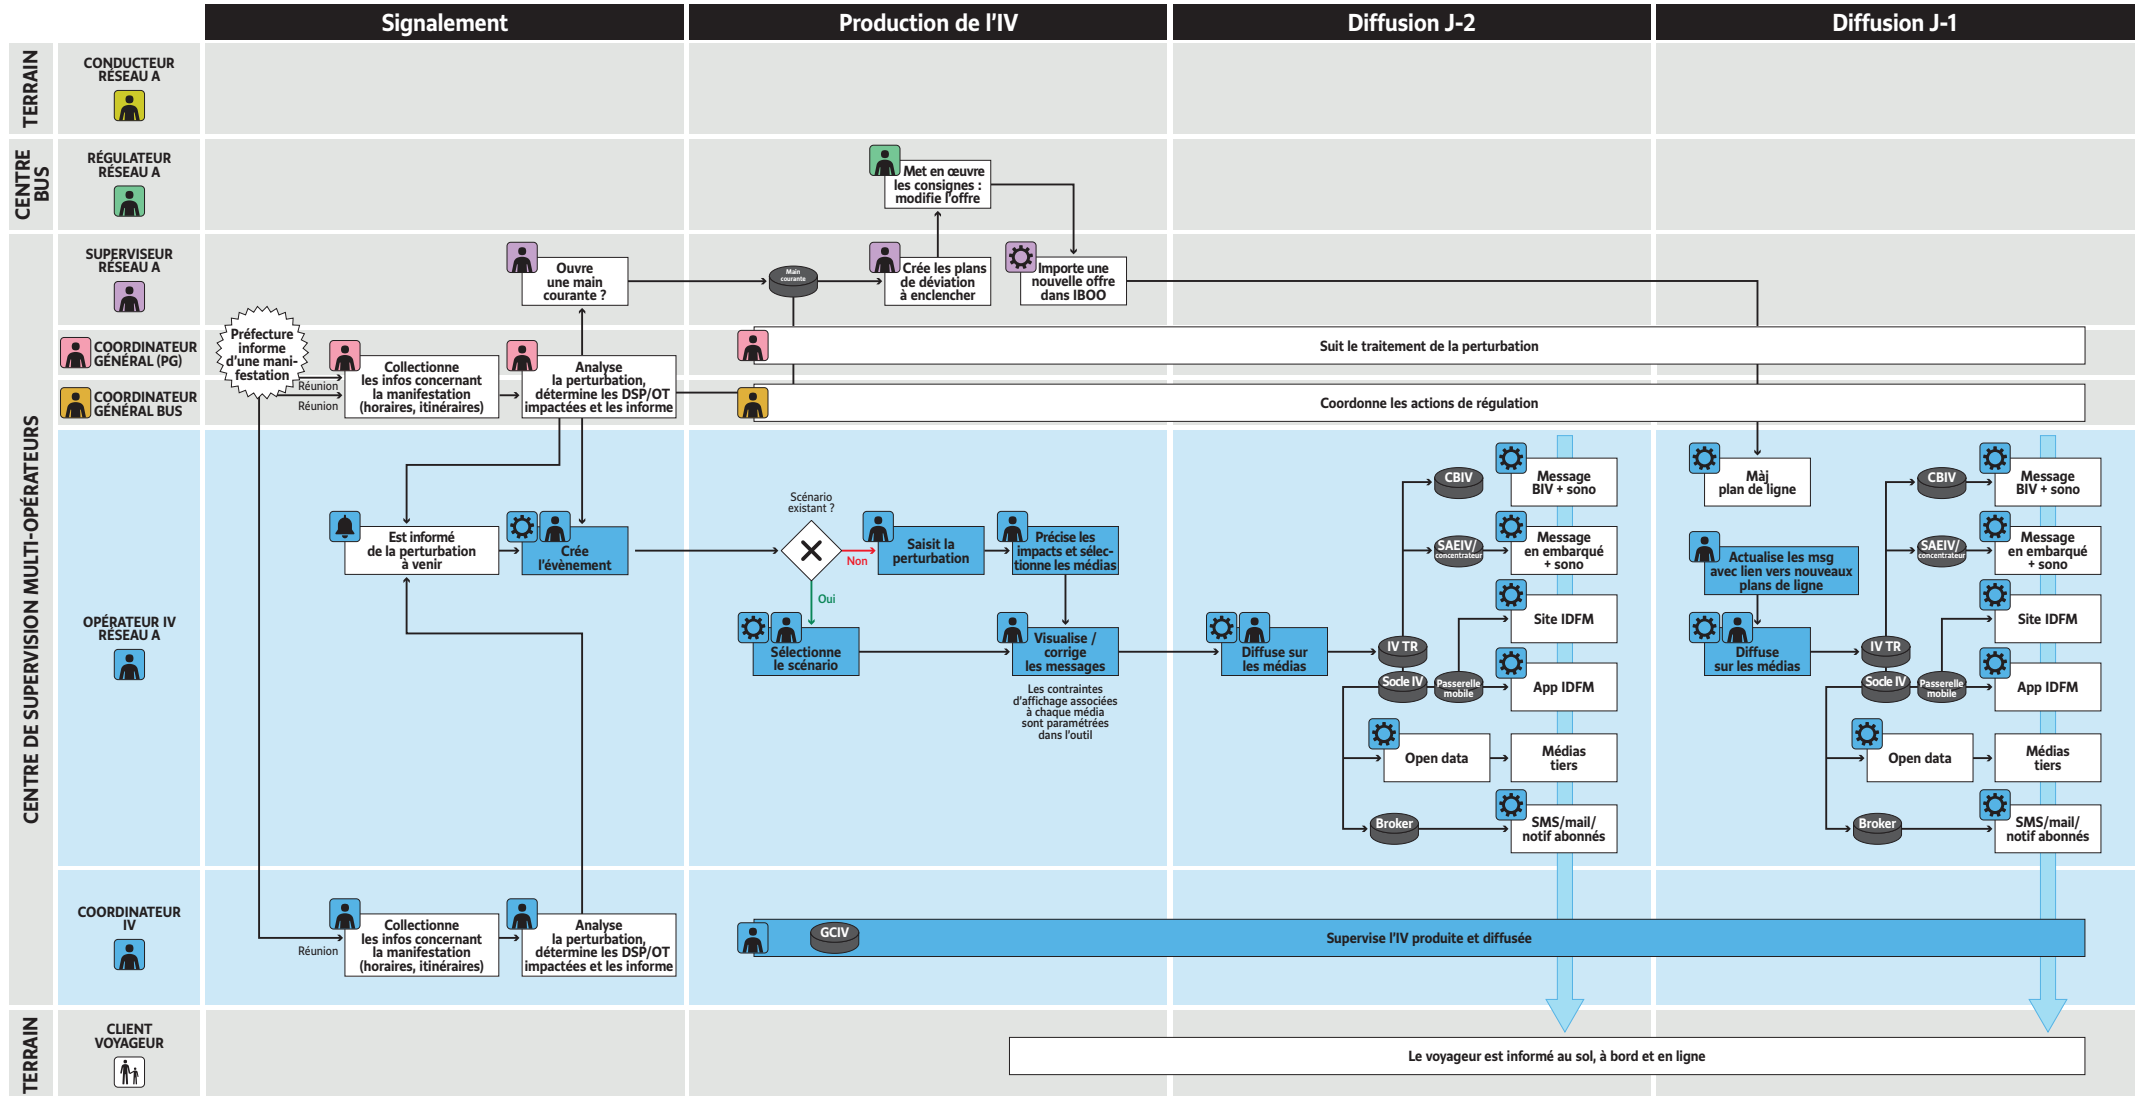 Signalement
Production de l'IV
Diffusion J-2
Diffusion J-1
TERRAIN
CONDUCTEUR
RÉSEAU A
CENTRE
BUS
RÉGULATEUR
RÉSEAU A
Met en œuvre
les consignes :
modifie l'offre
CENTRE DE SUPERVISION MULTI-OPÉRATEURS
SUPERVISEUR
RÉSEAU A
Ouvre
une main
courante ?
Main
courante
Crée les plans
de déviation
à enclencher
Importe une
nouvelle offre
dans IBOO
COORDINATEUR
GÉNÉRAL (PG)
Préfecture
informe
d'une mani-
festation
Réunion
Réunion
Collectionne
les infos concernant
la manifestation
(horaires, itinéraires)
Analyse
la perturbation,
détermine les DSP/OT
impactées et les informe
Suit le traitement de la perturbation
COORDINATEUR
GÉNÉRAL BUS
Coordonne les actions de régulation
OPÉRATEUR IV
RÉSEAU A
Est informé
de la perturbation
à venir
Crée
l'évènement
Scénario
existant ?
Non
Oui
Saisit la
perturbation
Précise les
impacts et sélec-
tionne les médias
Sélectionne
le scénario
Visualise /
corrige
les messages
Les contraintes
d'affichage associées
à chaque média
sont paramétrées
dans l'outil
Diffuse sur
les médias
IV TR
Socle IV
CBIV
SAEIV/
concentrateur
Passerelle
mobile
Broker
Message
BIV + sono
Message
en embarqué
+ sono
Site IDFM
App IDFM
Open data
Médias
tiers
SMS/mail/
notif abonnés
Màj
plan de ligne
Actualise les msg
avec lien vers nouveaux
plans de ligne
Diffuse
sur les médias
IV TR
Socle IV
CBIV
SAEIV/
concentrateur
Passerelle
mobile
Broker
Message
BIV + sono
Message
en embarqué
+ sono
Site IDFM
App IDFM
Open data
Médias
tiers
SMS/mail/
notif abonnés
COORDINATEUR
IV
Réunion
Collectionne
les infos concernant
la manifestation
(horaires, itinéraires)
Analyse
la perturbation,
détermine les DSP/OT
impactées et les informe
GCIV
Supervise l'IV produite et diffusée
TERRAIN
CLIENT
VOYAGEUR
Le voyageur est informé au sol, à bord et en ligne